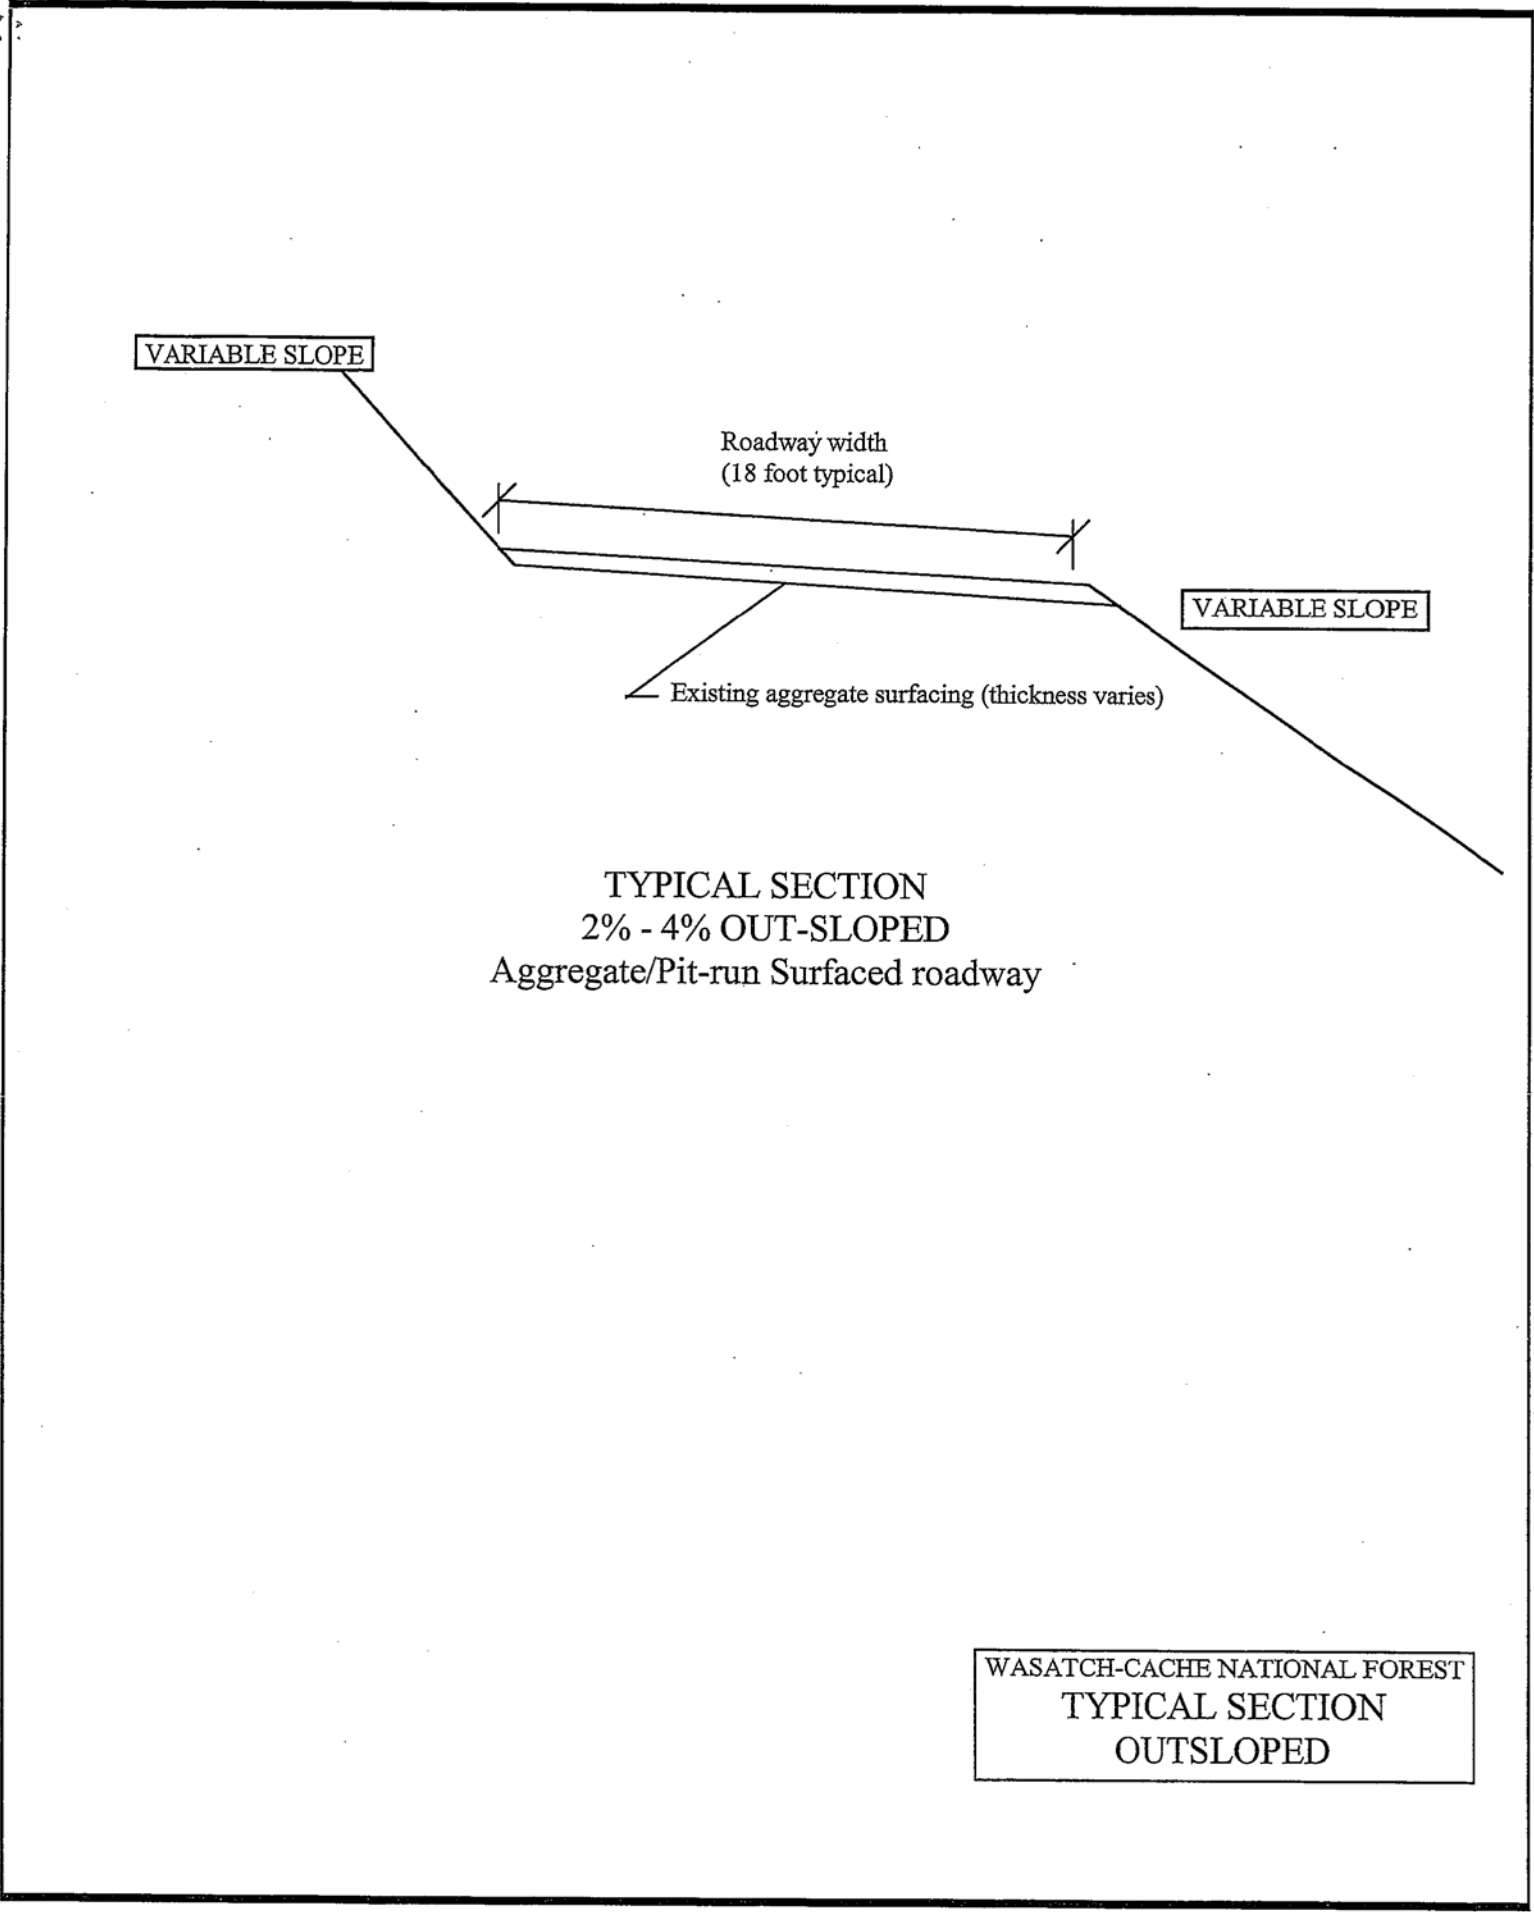 VARIABLE SLOPE
Roadway width
(18 foot typical)
VARIABLE SLOPE
Existing aggregate surfacing (thickness varies)
TYPICAL SECTION
2% - 4% OUT-SLOPED
Aggregate/Pit-run Surfaced roadway
WASATCH-CACHE NATIONAL FOREST
TYPICAL SECTION
OUTSLOPED